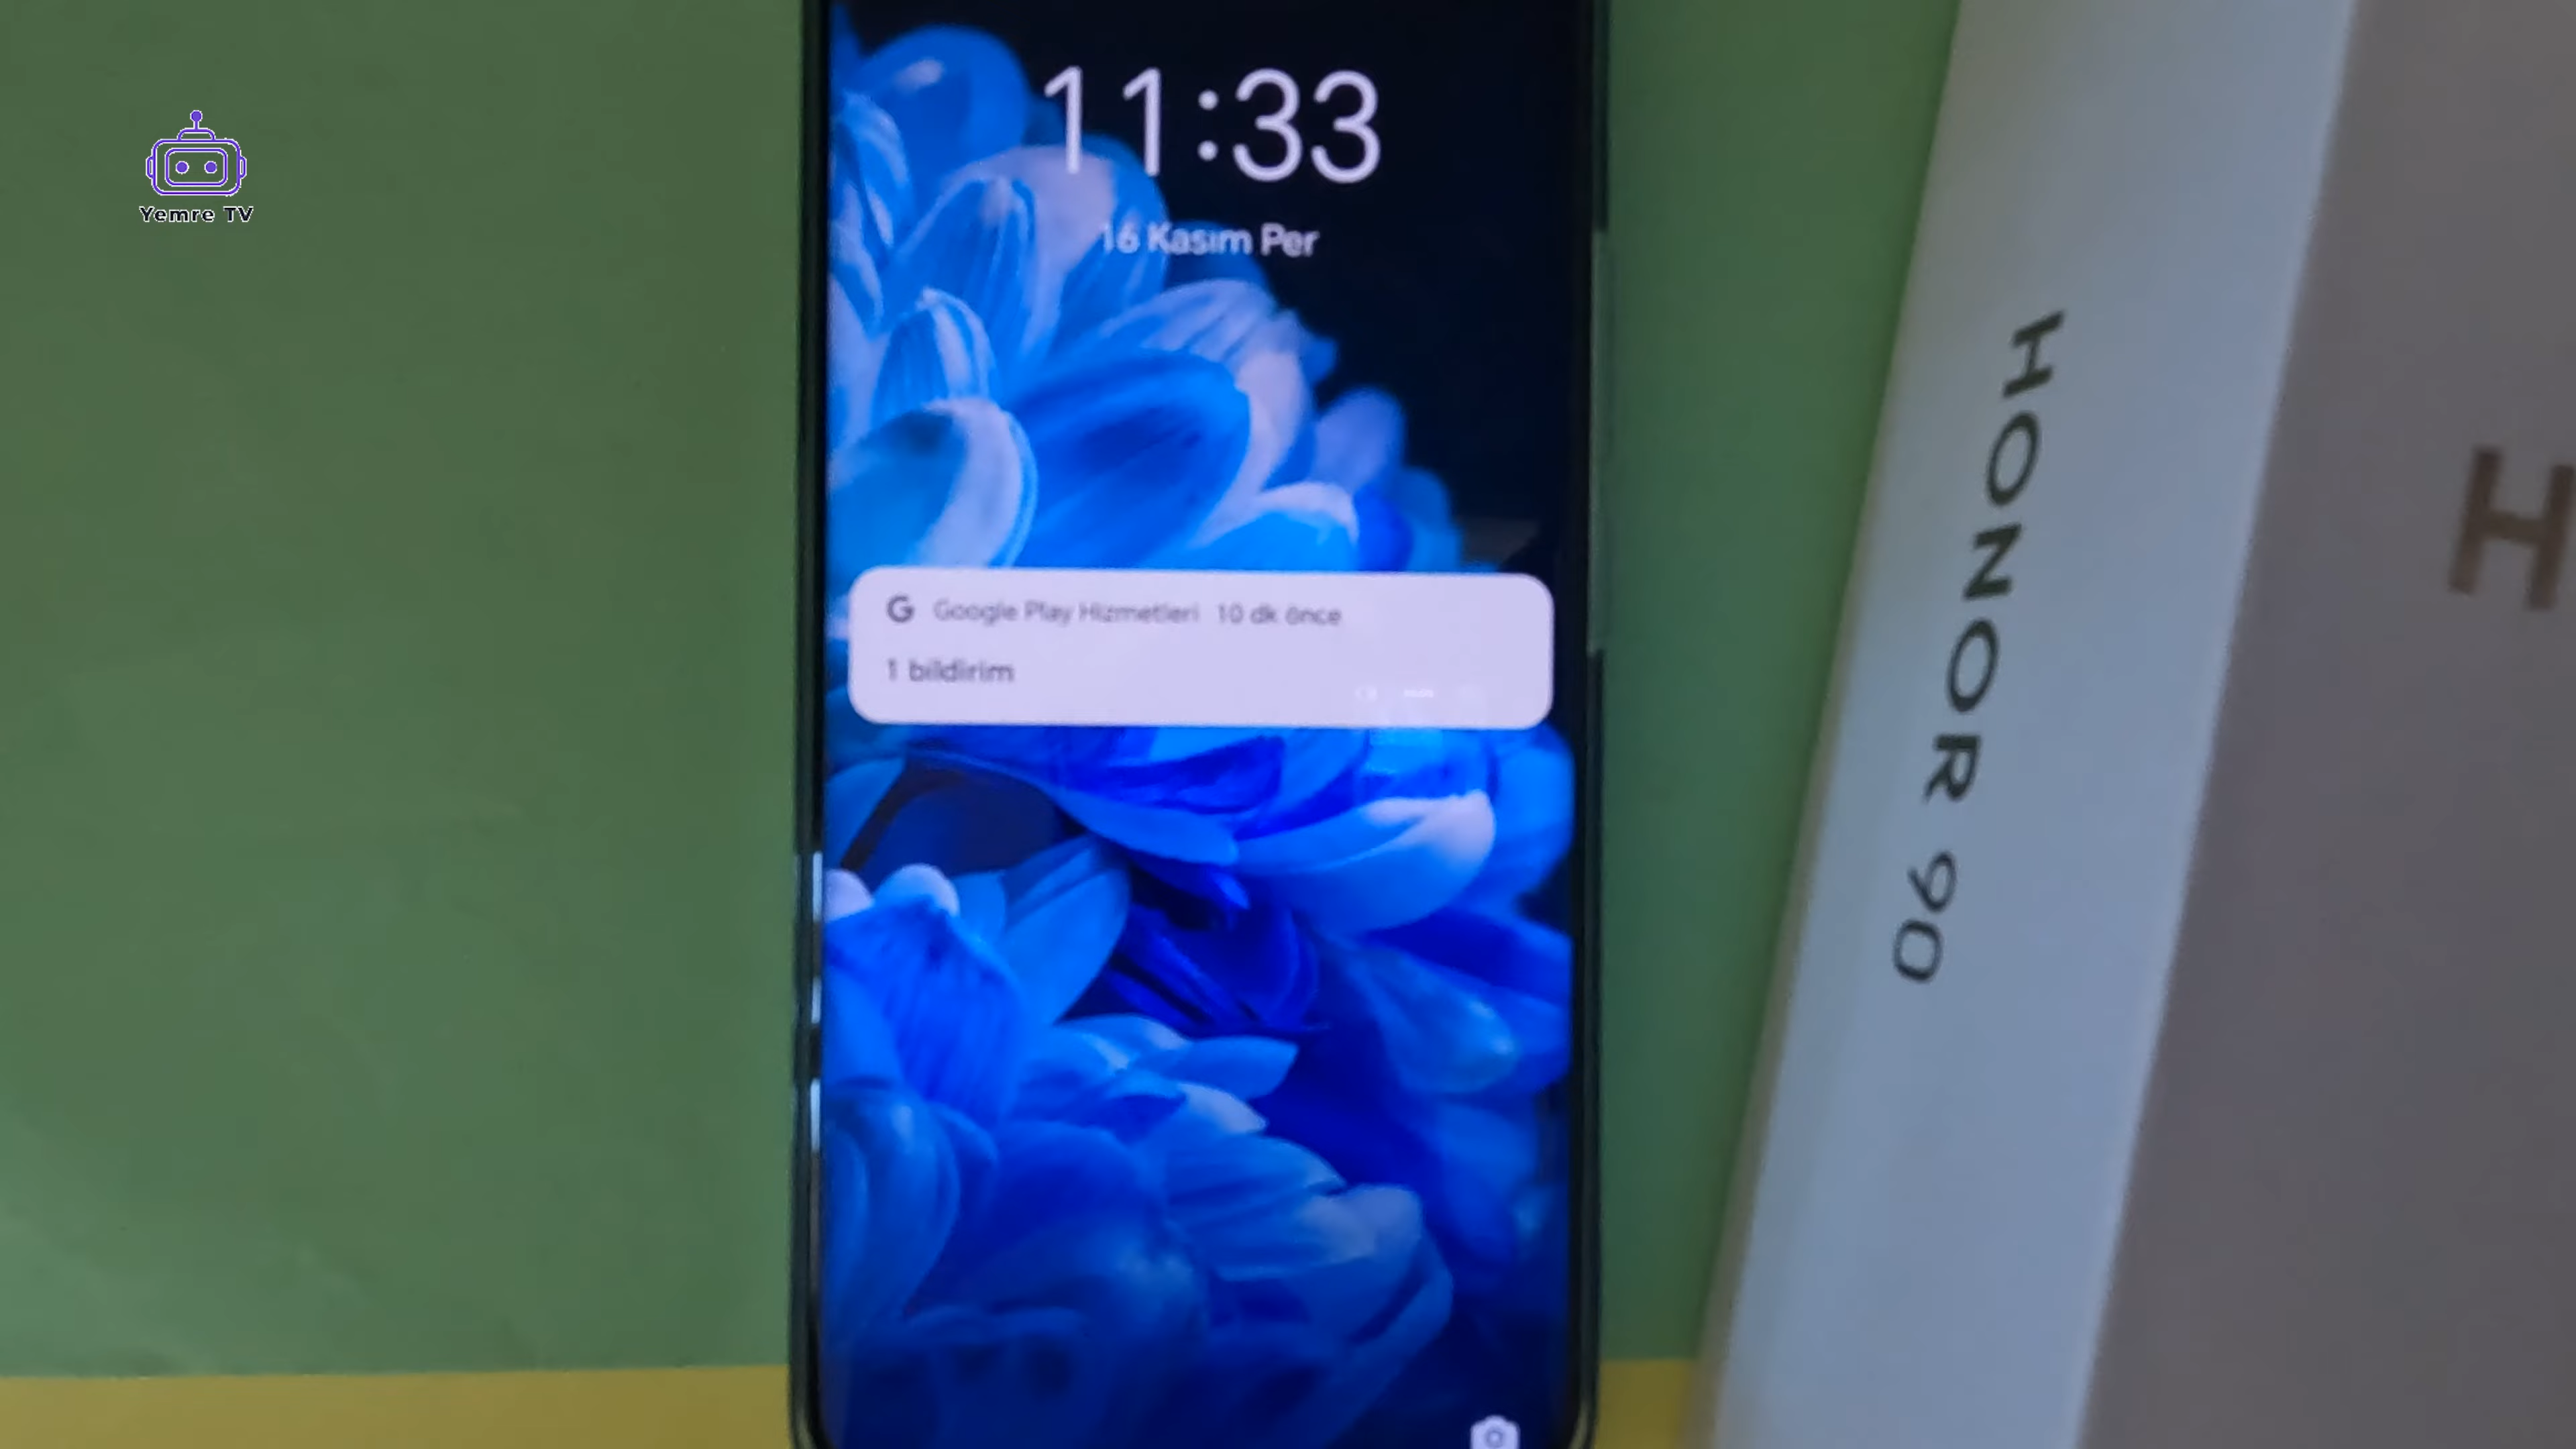 Yemre TV
11:33
16 Kasım Per
Google Play Hizmetleri 10 dk önce
1 bildirim
HONOR 90
H